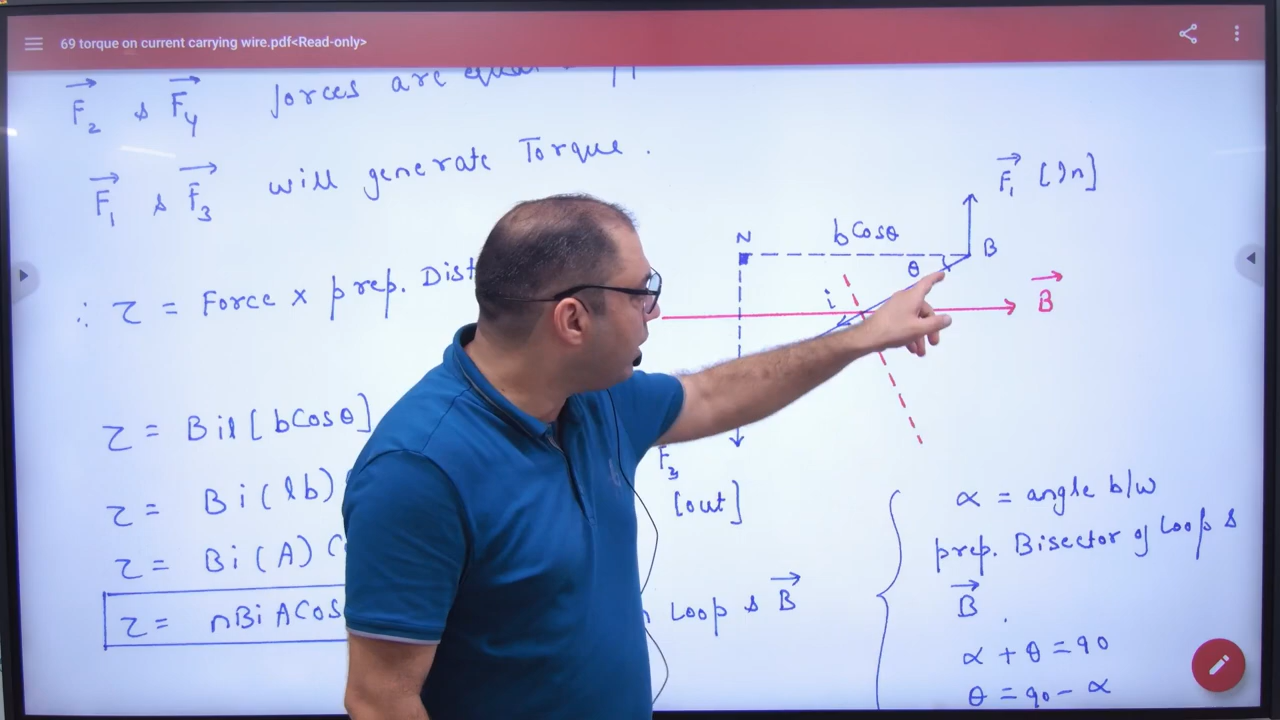 69 torque on current carrying wire.pdf<Read-only>
F₂ & F₄ forces are equal
F₁ & F₃ will generate Torque .
∴ τ = Force × prep. Dist
τ = Bil [bCosθ]
τ = Bi (lb)
τ = Bi (A) C
τ = nBiACos
Loop & B
F₁ [In]
N
bCosθ
B
θ
i
B
F₃
[out]
α = angle b/w
prep. Bisector of Loop &
B .
α + θ = 90
θ = 90 - α